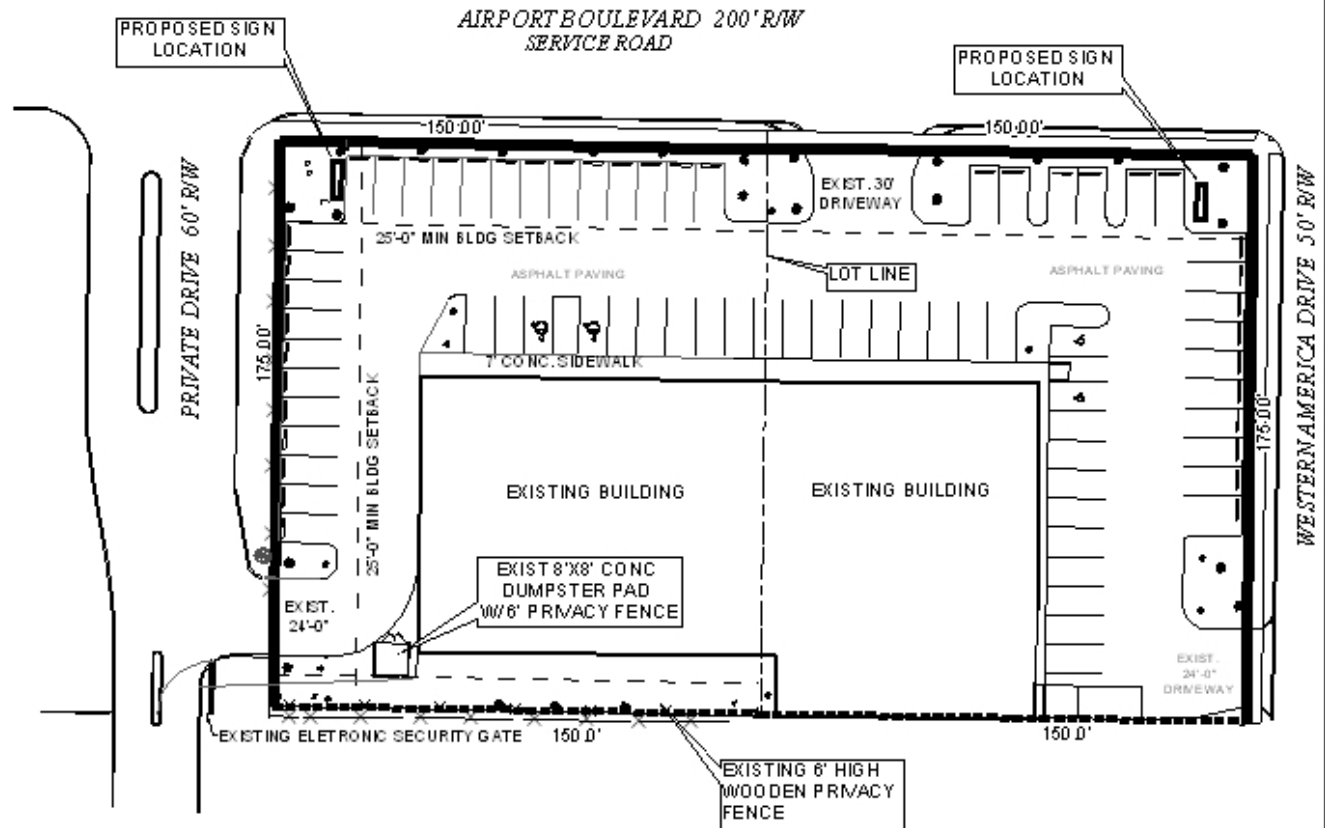 AIRPORT BOULEVARD 200' R/W
SERVICE ROAD
PROPOSED SIGN
LOCATION
PROPOSED SIGN
LOCATION
150.00'
150.00'
PRIVATE DRIVE 60' R/W
WESTERNAMERICA DRIVE 50' R/W
EXIST. 30'
DRIVEWAY
25'-0" MIN BLDG SETBACK
ASPHALT PAVING
LOT LINE
ASPHALT PAVING
175.00'
7' CONC. SIDEWALK
25'-0" MIN BLDG SETBACK
175.00'
EXISTING BUILDING
EXISTING BUILDING
EXIST 8'X8' CONC
DUMPSTER PAD
W/6' PRIVACY FENCE
EXIST.
24'-0"
EXIST.
24'-0"
DRIVEWAY
EXISTING ELETRONIC SECURITY GATE
150.0'
150.0'
EXISTING 6' HIGH
WOODEN PRIVACY
FENCE